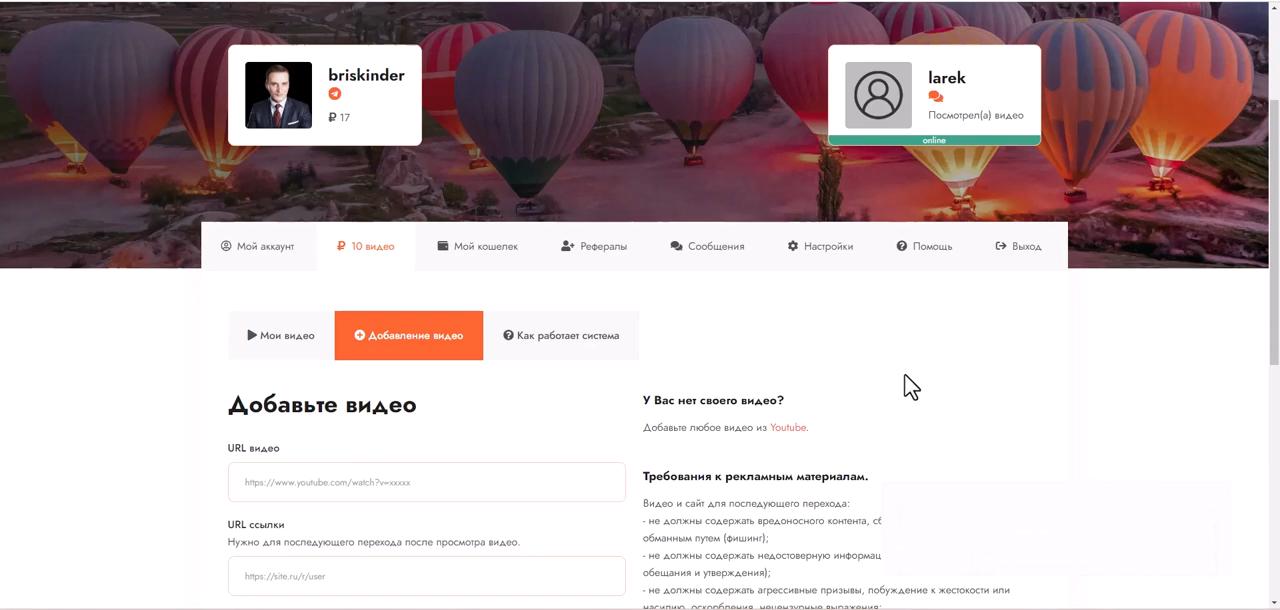 briskinder
₽ 17
larek
Посмотрел(а) видео
online
Мой аккаунт
₽ 10 видео
Мой кошелек
Рефералы
Сообщения
Настройки
Помощь
Выход
Мои видео
Добавление видео
Как работает система
Добавьте видео
URL видео
https://www.youtube.com/watch?v=xxxxx
URL ссылки
Нужно для последующего перехода после просмотра видео.
https://site.ru/r/user
У Вас нет своего видео?
Добавьте любое видео из Youtube.
Требования к рекламным материалам.
Видео и сайт для последующего перехода:
- не должны содержать вредоносного контента,
обманным путем (фишинг);
- не должны содержать недостоверную
обещания и утверждения);
- не должны содержать агрессивные призывы, побуждение к жестокости или
насилию, оскорбления, нецензурные выражения;